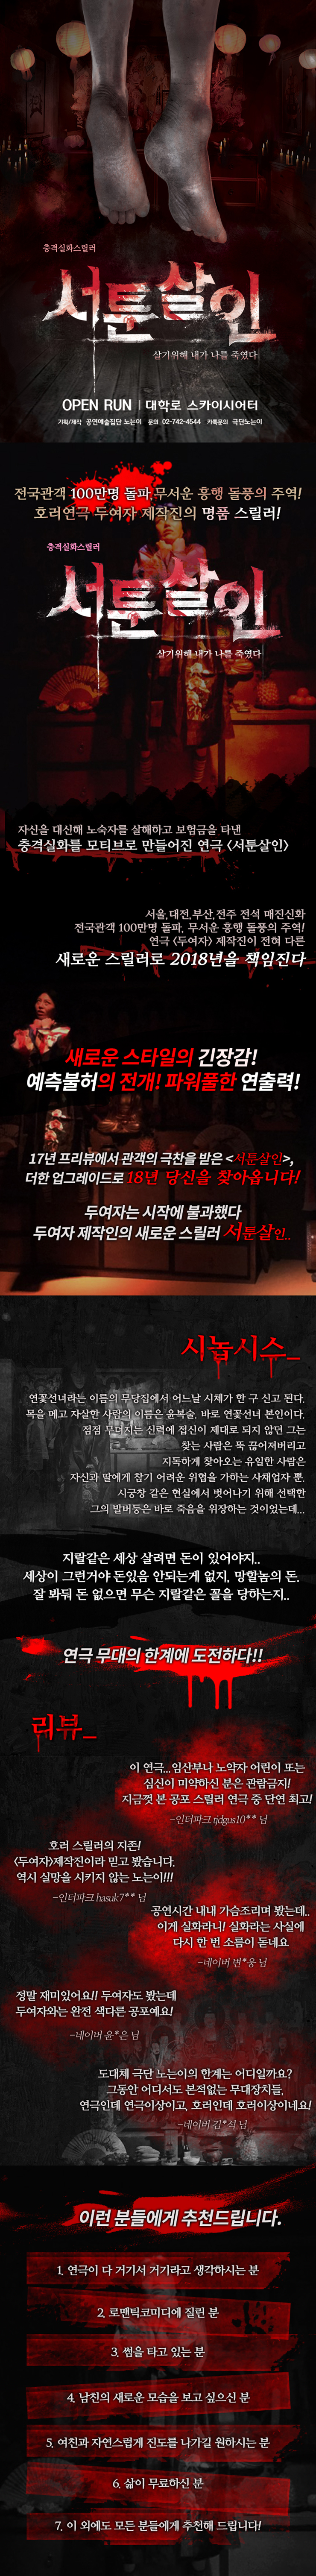 충격실화스릴러
서툰살인
살기위해 내가 나를 죽였다
OPEN RUN | 대학로 스카이시어터
기획/제작 공연예술집단 노는이 문의 02-742-4544 카톡문의 극단노는이
전국관객 100만명 돌파, 무서운 흥행 돌풍의 주역!
호러연극 두여자 제작진의 명품 스릴러!
충격실화스릴러
서툰살인
살기위해 내가 나를 죽였다
자신을 대신해 노숙자를 살해하고 보험금을 타낸
충격실화를 모티브로 만들어진 연극 <서툰살인>
서울,대전,부산,전주 전석 매진신화
전국관객 100만명 돌파, 무서운 흥행 돌풍의 주역!
연극 <두여자> 제작진이 전혀 다른
새로운 스릴러로 2018년을 책임진다
새로운 스타일의 긴장감!
예측불허의 전개! 파워풀한 연출력!
17년 프리뷰에서 관객의 극찬을 받은 <서툰살인>,
더한 업그레이드로 18년 당신을 찾아옵니다!
두여자는 시작에 불과했다
두여자 제작인의 새로운 스릴러 서툰살인..
시놉시스_
연꽃선녀라는 이름의 무당집에서 어느날 시체가 한 구 신고 된다.
목을 메고 자살한 사람의 이름은 윤복술. 바로 연꽃선녀 본인이다.
점점 무뎌지는 신력에 접신이 제대로 되지 않던 그는
찾는 사람은 뚝 끊어져버리고
지독하게 찾아오는 유일한 사람은
자신과 딸에게 참기 어려운 위협을 가하는 사채업자 뿐.
시궁창 같은 현실에서 벗어나기 위해 선택한
그의 발버둥은 바로 죽음을 위장하는 것이었는데...
지랄같은 세상 살려면 돈이 있어야지..
세상이 그런거야 돈있음 안되는게 없지, 망할놈의 돈.
잘 봐둬 돈 없으면 무슨 지랄같은 꼴을 당하는지..
연극 무대의 한계에 도전하다!!
리뷰_
이 연극...임산부나 노약자 어린이 또는
심신이 미약하신 분은 관람금지!
지금껏 본 공포 스릴러 연극 중 단연 최고!
-인터파크 tjdgus10** 님
호러 스릴러의 지존!
<두여자>제작진이라 믿고 봤습니다.
역시 실망을 시키지 않는 노는이!!!
-인터파크 hasuk7** 님
공연시간 내내 가슴조리며 봤는데..
이게 실화라니! 실화라는 사실에
다시 한 번 소름이 돋네요
-네이버 변*웅 님
정말 재미있어요!! 두여자도 봤는데
두여자와는 완전 색다른 공포예요!
-네이버 윤*은 님
도대체 극단 노는이의 한계는 어디일까요?
그동안 어디서도 본적없는 무대장치들,
연극인데 연극이상이고, 호러인데 호러이상이네요!
-네이버 김*석 님
이런 분들에게 추천드립니다.
1. 연극이 다 거기서 거기라고 생각하시는 분
2. 로맨틱코미디에 질린 분
3. 썸을 타고 있는 분
4. 남친의 새로운 모습을 보고 싶으신 분
5. 여친과 자연스럽게 진도를 나가길 원하시는 분
6. 삶이 무료하신 분
7. 이 외에도 모든 분들에게 추천해 드립니다!